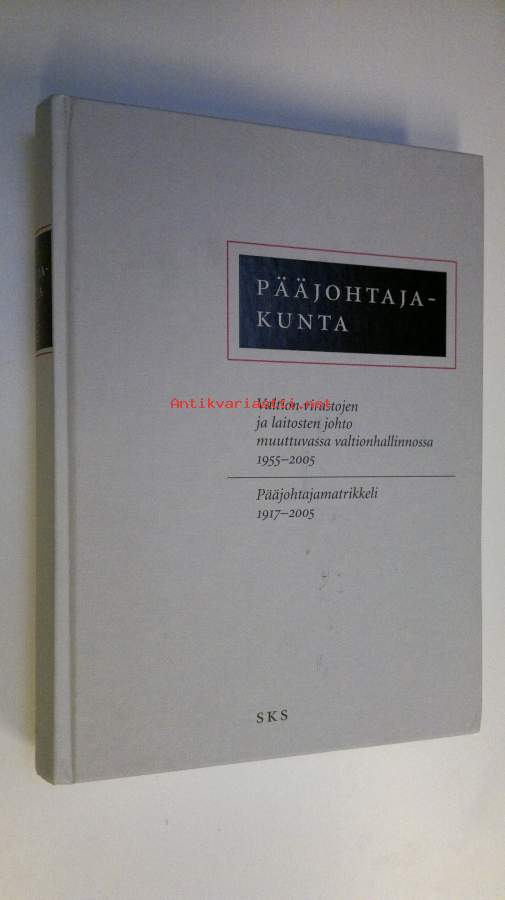 PÄÄJOHTAJA-
KUNTA
Antikvariaatti.net
Valtion virastojen
ja laitosten johto
muuttuvassa valtionhallinnossa
1955–2005
Pääjohtajamatrikkeli
1917–2005
SKS